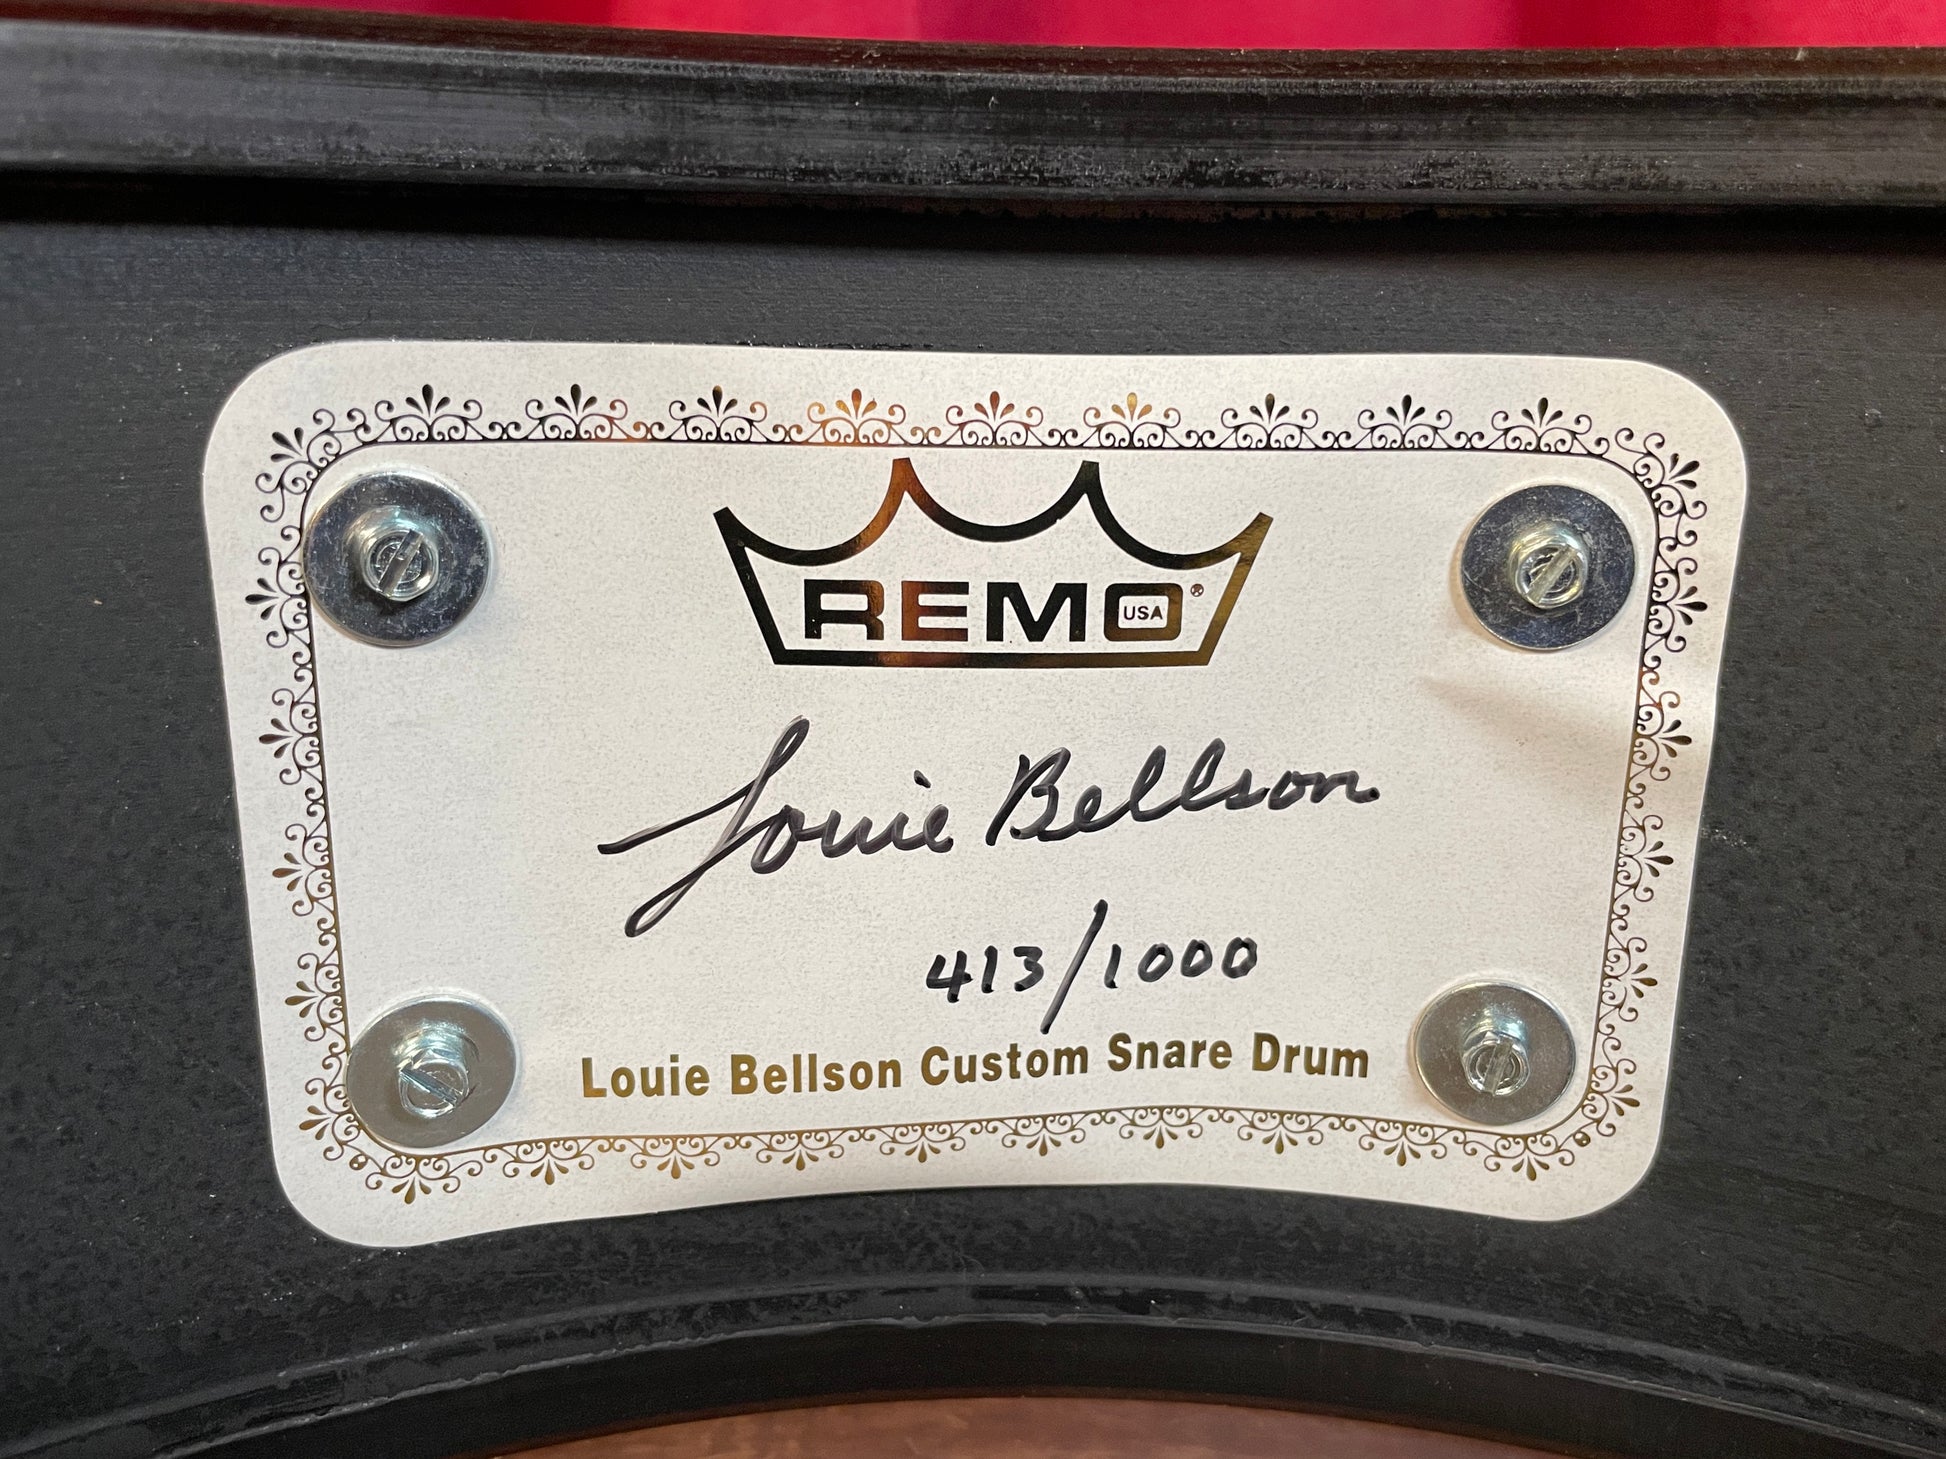 REMO USA ®
Louie Bellson
413/1000
Louie Bellson Custom Snare Drum